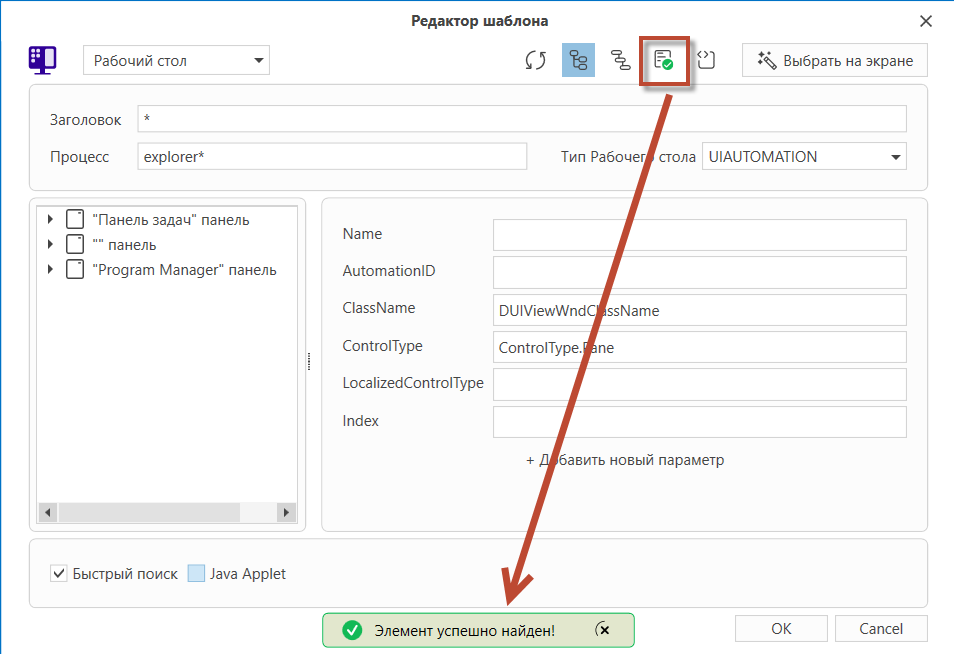 Редактор шаблона
Рабочий стол
Выбрать на экране
Заголовок *
Процесс explorer* Тип Рабочего стола UIAUTOMATION
"Панель задач" панель
"" панель
"Program Manager" панель
Name
AutomationID
ClassName DUIViewWndClassName
ControlType ControlType.Pane
LocalizedControlType
Index
+ Добавить новый параметр
Быстрый поиск Java Applet
Элемент успешно найден!
OK Cancel